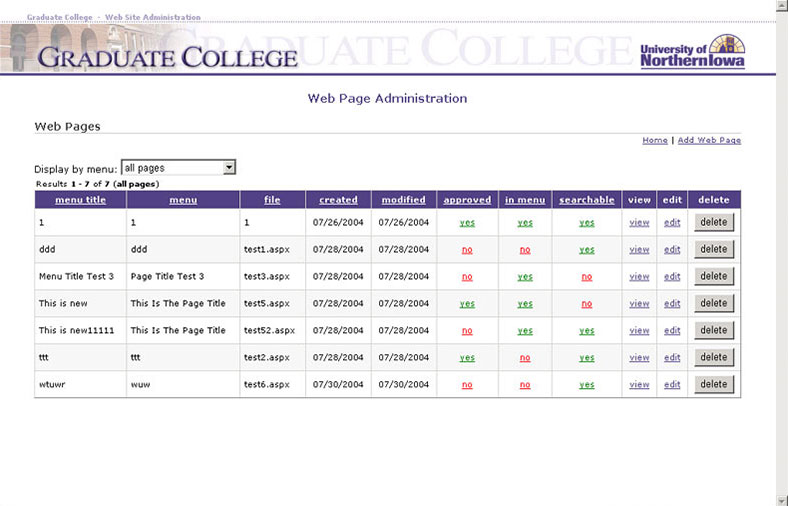 Graduate College - Web Site Administration
GRADUATE COLLEGE
GRADUATE COLLEGE
University of
Northern Iowa
Web Page Administration
Web Pages
Home | Add Web Page
Display by menu: all pages
Results 1 - 7 of 7 (all pages)
menu title menu file created modified approved in menu searchable view edit delete
1 1 1 07/26/2004 07/26/2004 yes yes yes view edit delete
ddd ddd test1.aspx 07/28/2004 07/28/2004 no no yes view edit delete
Menu Title Test 3 Page Title Test 3 test3.aspx 07/28/2004 07/28/2004 no yes no view edit delete
This is new This Is The Page Title test5.aspx 07/28/2004 07/28/2004 yes yes no view edit delete
This is new11111 This Is The Page Title test52.aspx 07/28/2004 07/28/2004 no yes yes view edit delete
ttt ttt test2.aspx 07/28/2004 07/28/2004 yes no yes view edit delete
wtuwr wuw test6.aspx 07/30/2004 07/30/2004 no no yes view edit delete